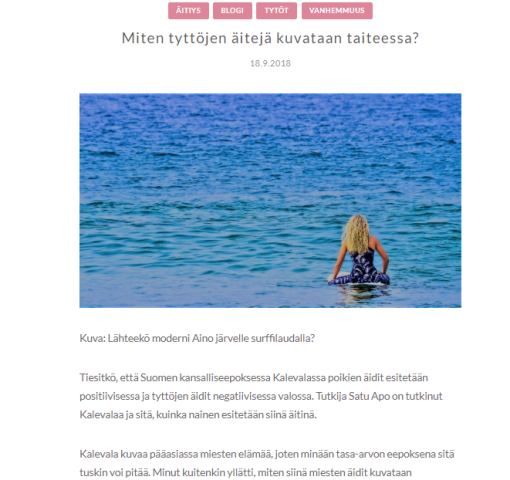 ÄITIYS BLOGI TYTÖT VANHEMMUUS
Miten tyttöjen äitejä kuvataan taiteessa?
18.9.2018
Kuva: Lähteekö moderni Aino järvelle surffilaudalla?
Tiesitkö, että Suomen kansalliseepoksessa Kalevalassa poikien äidit esitetään
positiivisessa ja tyttöjen äidit negatiivisessa valossa. Tutkija Satu Apo on tutkinut
Kalevalaa ja sitä, kuinka nainen esitetään siinä äitinä.
Kalevala kuvaa pääasiassa miesten elämää, joten minään tasa-arvon eepoksena sitä
tuskin voi pitää. Minut kuitenkin yllätti, miten siinä miesten äidit kuvataan